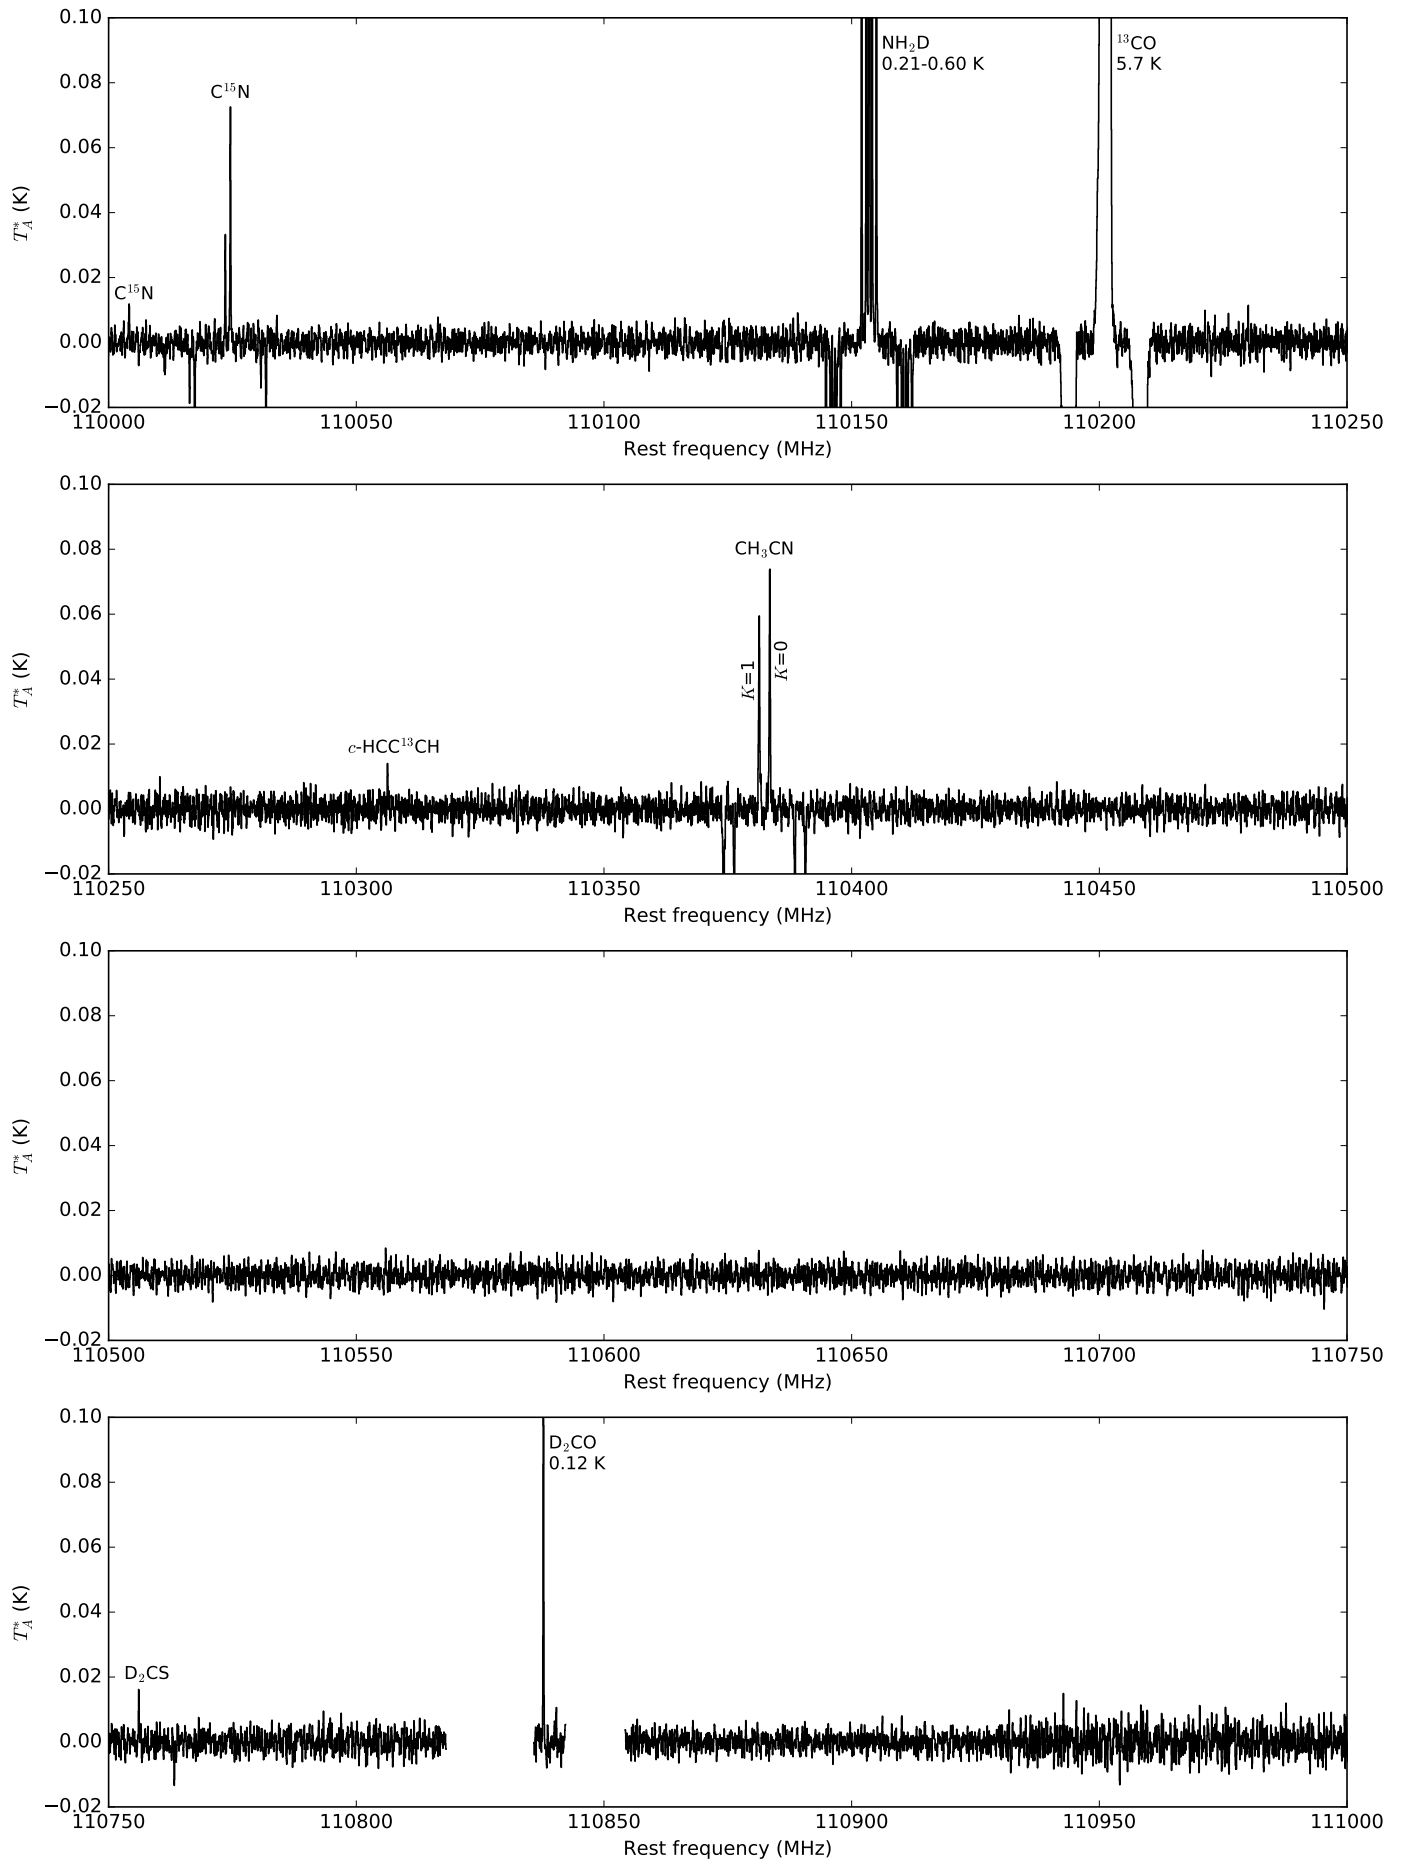 0.10
0.08
0.06
0.04
0.02
0.00
−0.02
T*A (K)
C¹⁵N
C¹⁵N
NH₂D
0.21-0.60 K
¹³CO
5.7 K
110000 110050 110100 110150 110200 110250
Rest frequency (MHz)
0.10
0.08
0.06
0.04
0.02
0.00
−0.02
T*A (K)
CH₃CN
K=1
K=0
c-HCC¹³CH
110250 110300 110350 110400 110450 110500
Rest frequency (MHz)
0.10
0.08
0.06
0.04
0.02
0.00
−0.02
T*A (K)
110500 110550 110600 110650 110700 110750
Rest frequency (MHz)
0.10
0.08
0.06
0.04
0.02
0.00
−0.02
T*A (K)
D₂CO
0.12 K
D₂CS
110750 110800 110850 110900 110950 111000
Rest frequency (MHz)